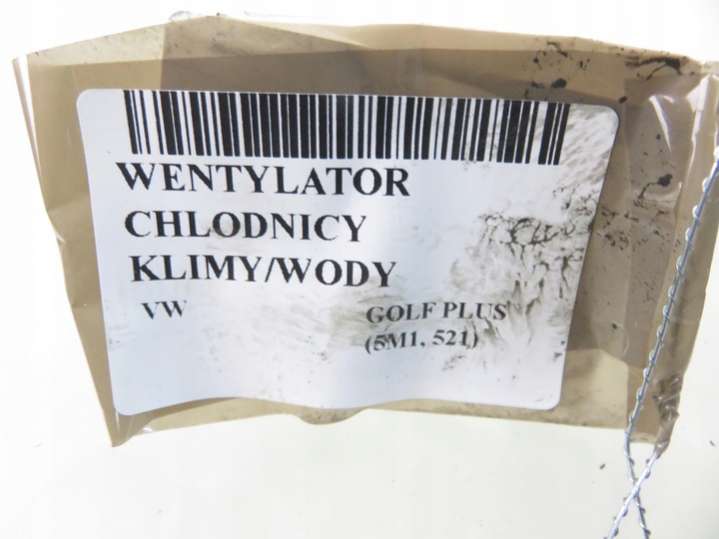 WENTYLATOR
CHLODNICY
KLIMY/WODY
VW GOLF PLUS
(5M1, 521)